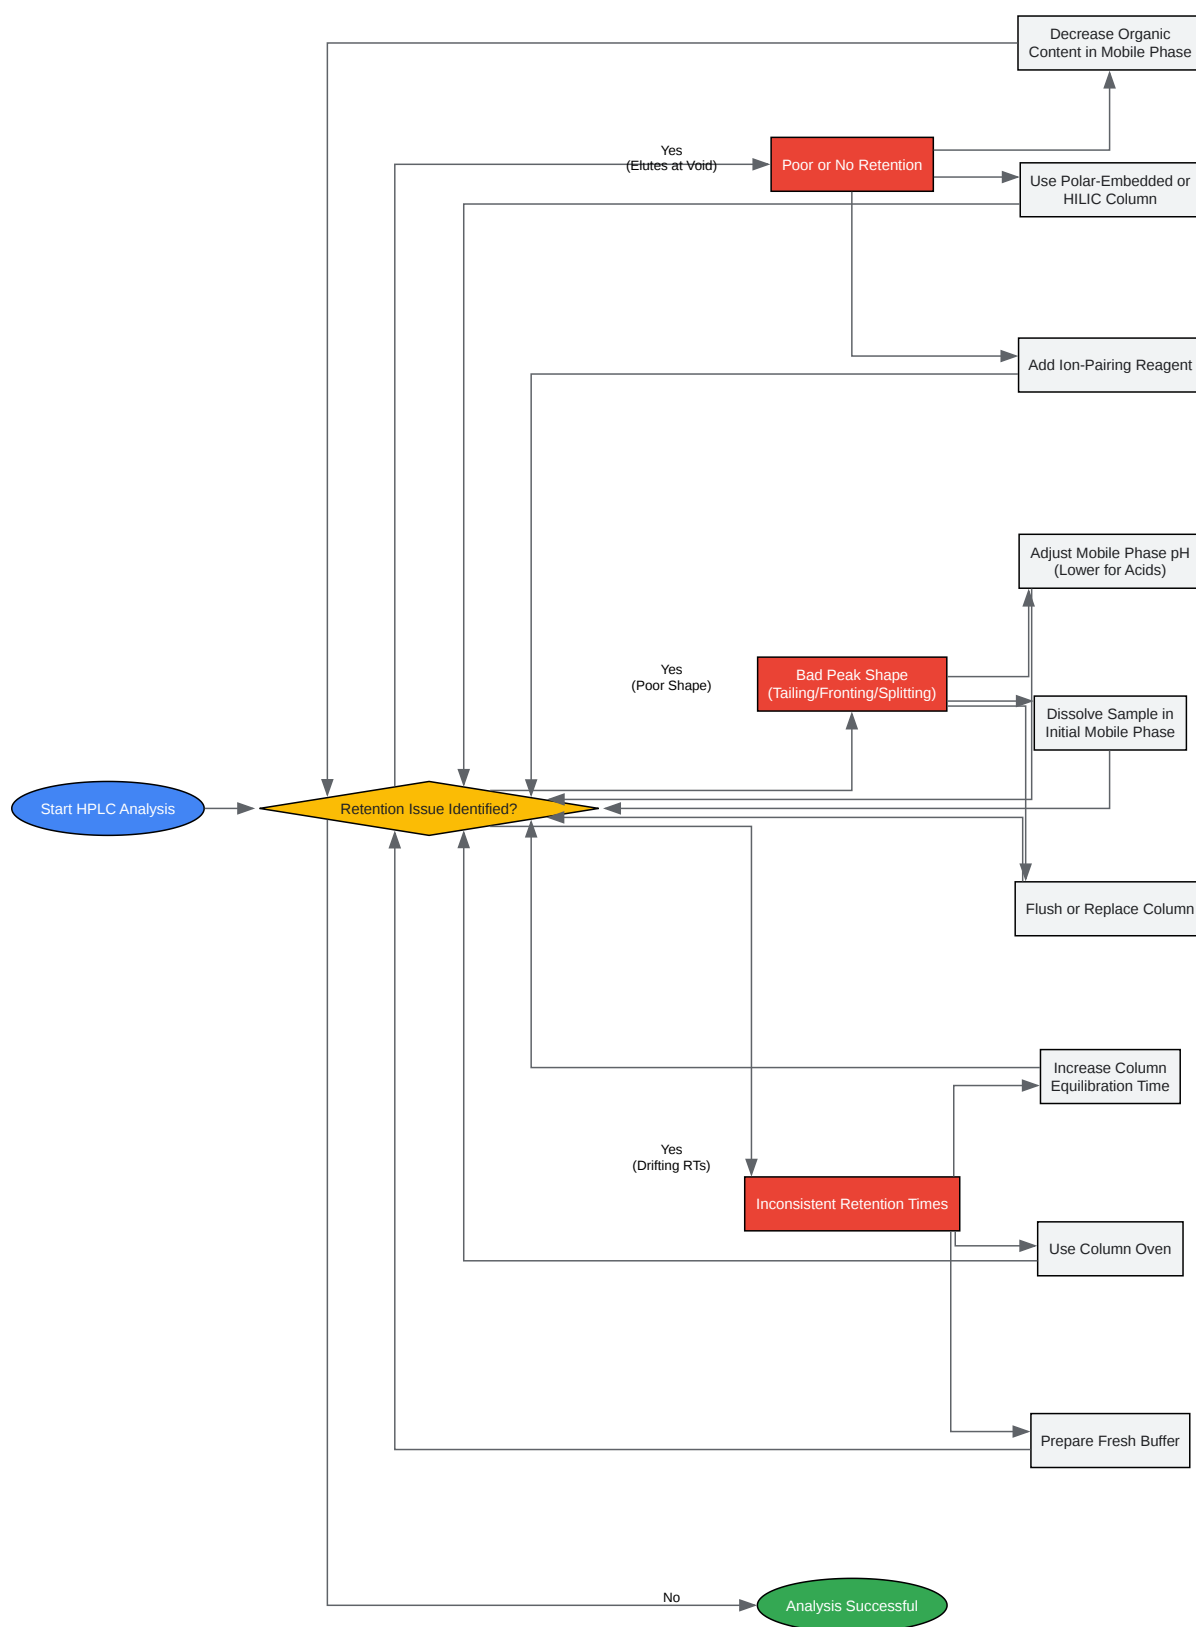 Decrease Organic
Content in Mobile Phase
Yes
(Elutes at Void)
Poor or No Retention
Use Polar-Embedded or
HILIC Column
Add Ion-Pairing Reagent
Adjust Mobile Phase pH
(Lower for Acids)
Yes
(Poor Shape)
Bad Peak Shape
(Tailing/Fronting/Splitting)
Dissolve Sample in
Initial Mobile Phase
Start HPLC Analysis
Retention Issue Identified?
Flush or Replace Column
Increase Column
Equilibration Time
Yes
(Drifting RTs)
Inconsistent Retention Times
Use Column Oven
Prepare Fresh Buffer
No
Analysis Successful